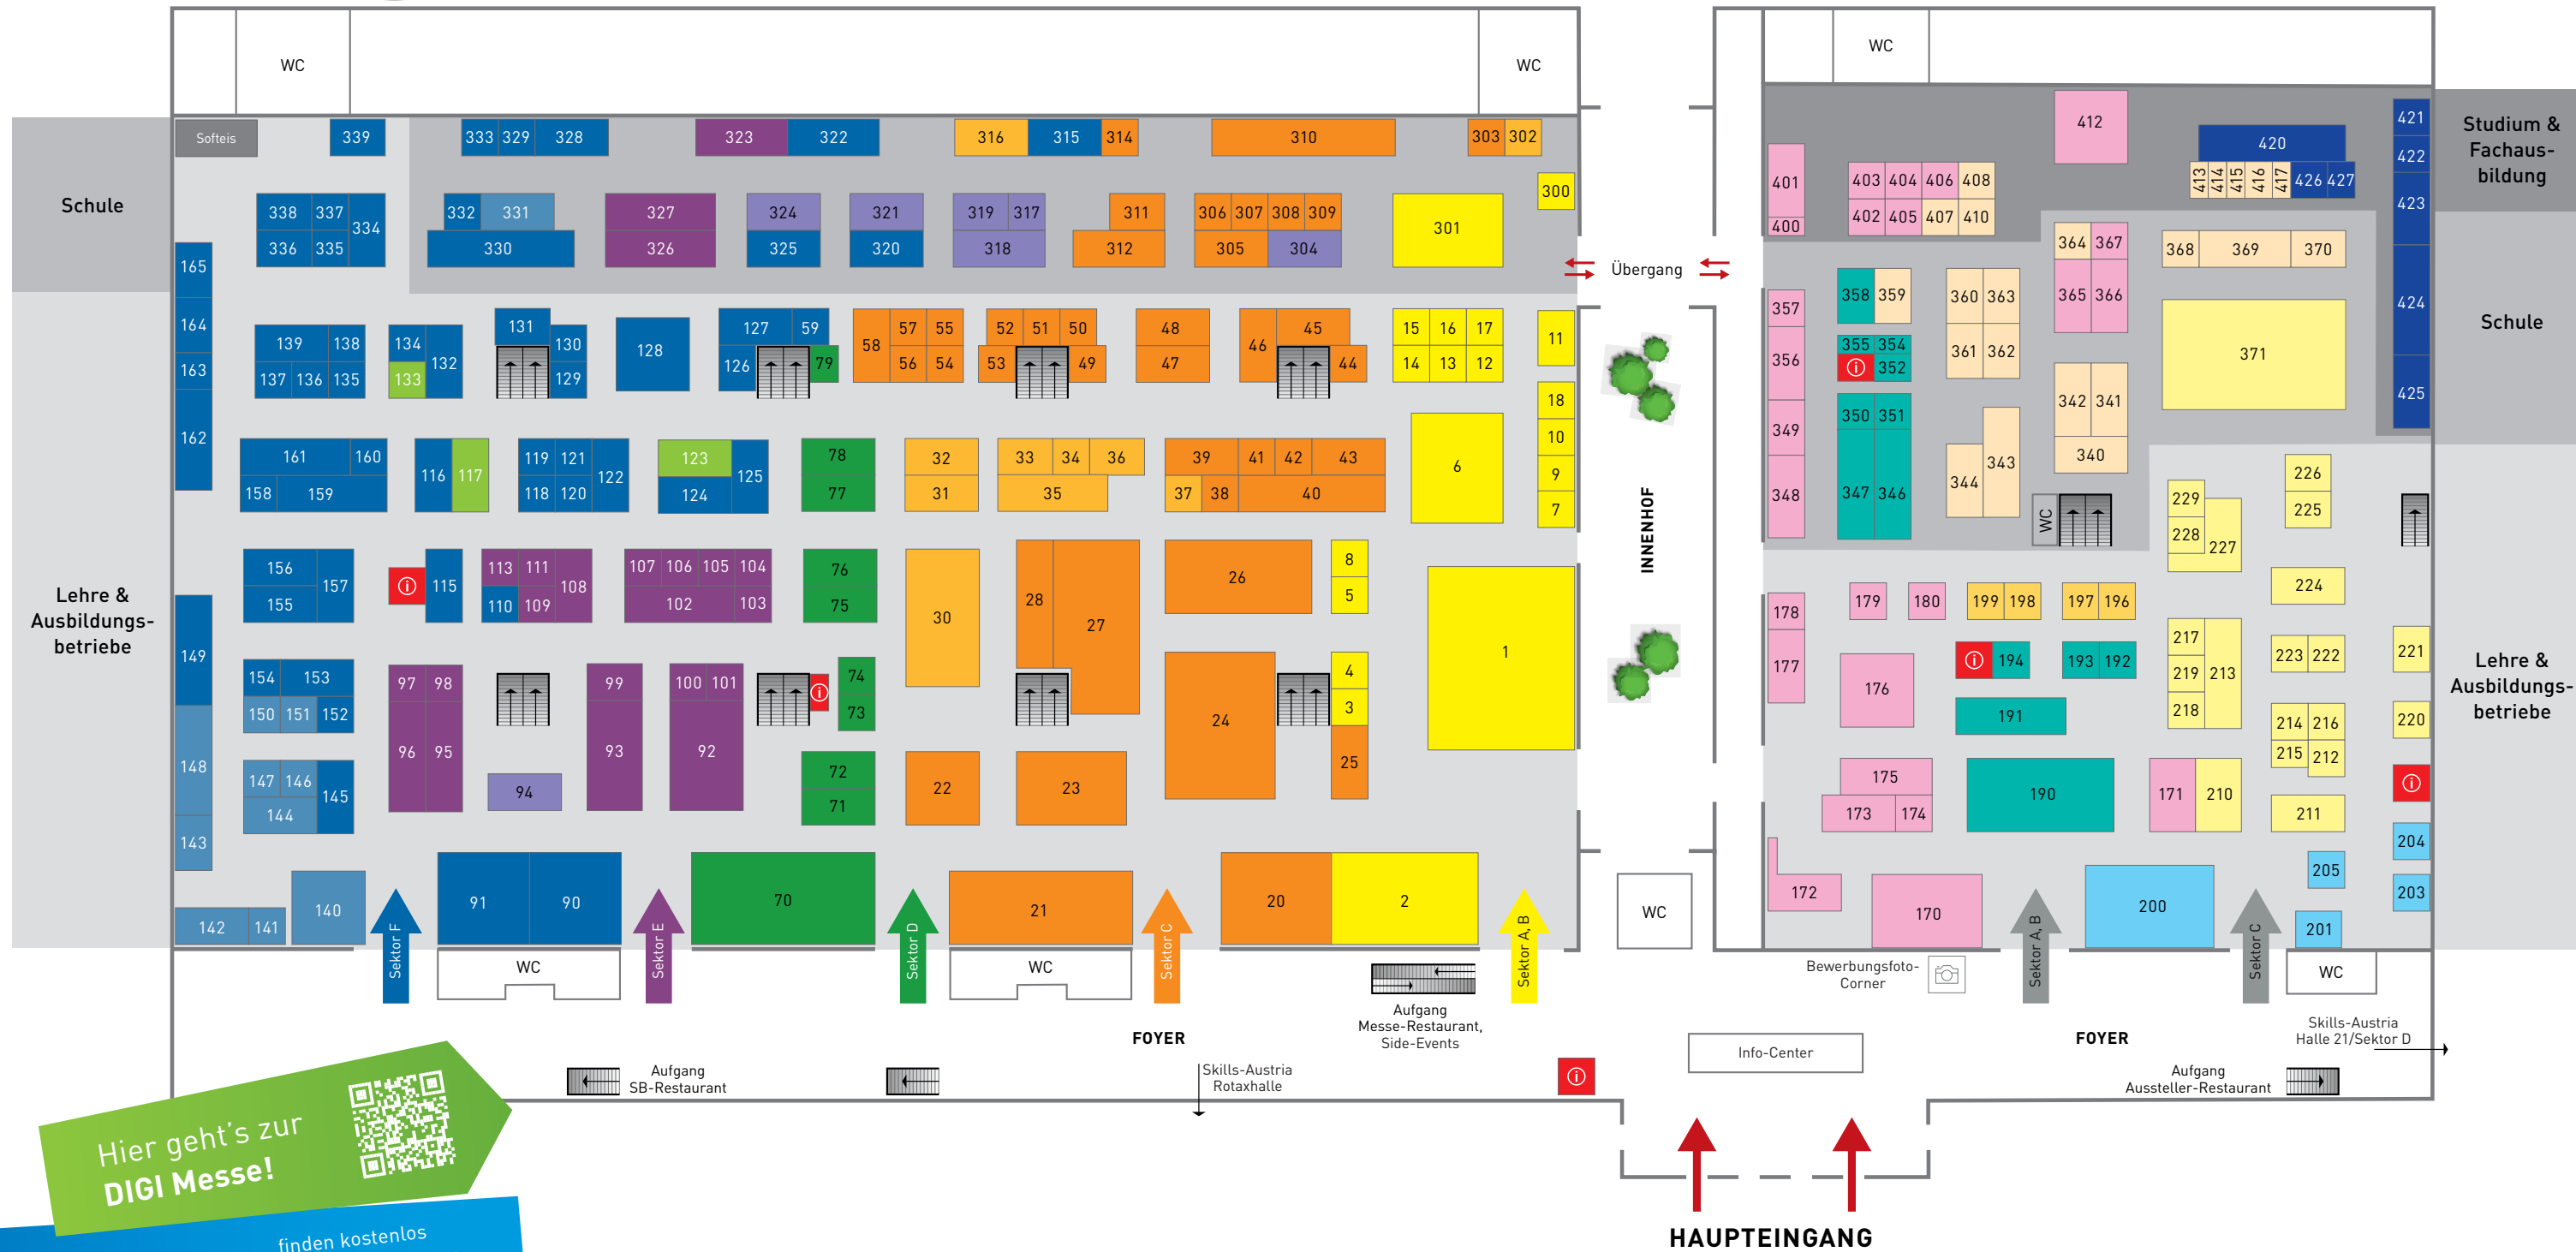 WC
WC
WC
Softeis
339
333 329 328
323 322
316 315 314
310
303 302
412
420
421
Studium &
Fachaus-
bildung
422
Schule
338 337 334
332 331
327
324
321
319 317
311
306 307 308 309
301
300
401
403 404 406 408
413 414 415 416 417 426 427
423
336 335
330
326
325
320
318
312
305 304
400
402 405 407 410
165
Übergang
364 367
368 369 370
358 359
360 363
365 366
424
Schule
164
139 138
134 132
131 130
128
127 59
58 57 55
52 51 50
48
46 45
15 16 17
11
357
371
163
137 136 135
133
129
126 79
56 54
53 49
47
44
14 13 12
356
355 354
352
361 362
425
162
18
350 351
342 341
161 160
116 117
119 121 122
123 125
78
32
33 34 36
39 41 42 43
6
10
349
343
340
226
158 159
118 120
124
77
31
35
37 38 40
9
7
348
347 346
344
229
225
WC
228 227
INNENHOF
Lehre &
Ausbildungs-
betriebe
156 157
115
113 111 108
107 106 105 104
76
30
28 27
26
8
1
224
155
110 109
102 103
75
5
178
179 180 199 198 197 196
149
217 213
223 222
221
Lehre &
Ausbildungs-
betriebe
154 153
97 98
99
100 101
74
24
4
177
176
194 193 192
219
150 151 152
73
3
191
218
214 216
220
148
96 95
93
92
25
215 212
147 146 145
94
72
22
23
175
190
171 210
144
71
173 174
211
143
204
91 90
70
21
20 2
172
170
200
205
203
142 141 140
201
WC
Sektor F
Sektor E
Sektor D
Sektor C
Sektor A, B
Sektor A, B
Sektor C
WC
WC
Bewerbungsfoto-
Corner
WC
Aufgang
Messe-Restaurant,
Side-Events
FOYER
FOYER
Skills-Austria
Halle 21/Sektor D
Info-Center
Aufgang
SB-Restaurant
Skills-Austria
Rotaxhalle
Aufgang
Aussteller-Restaurant
Hier geht's zur
DIGI Messe!
finden kostenlos
HAUPTEINGANG